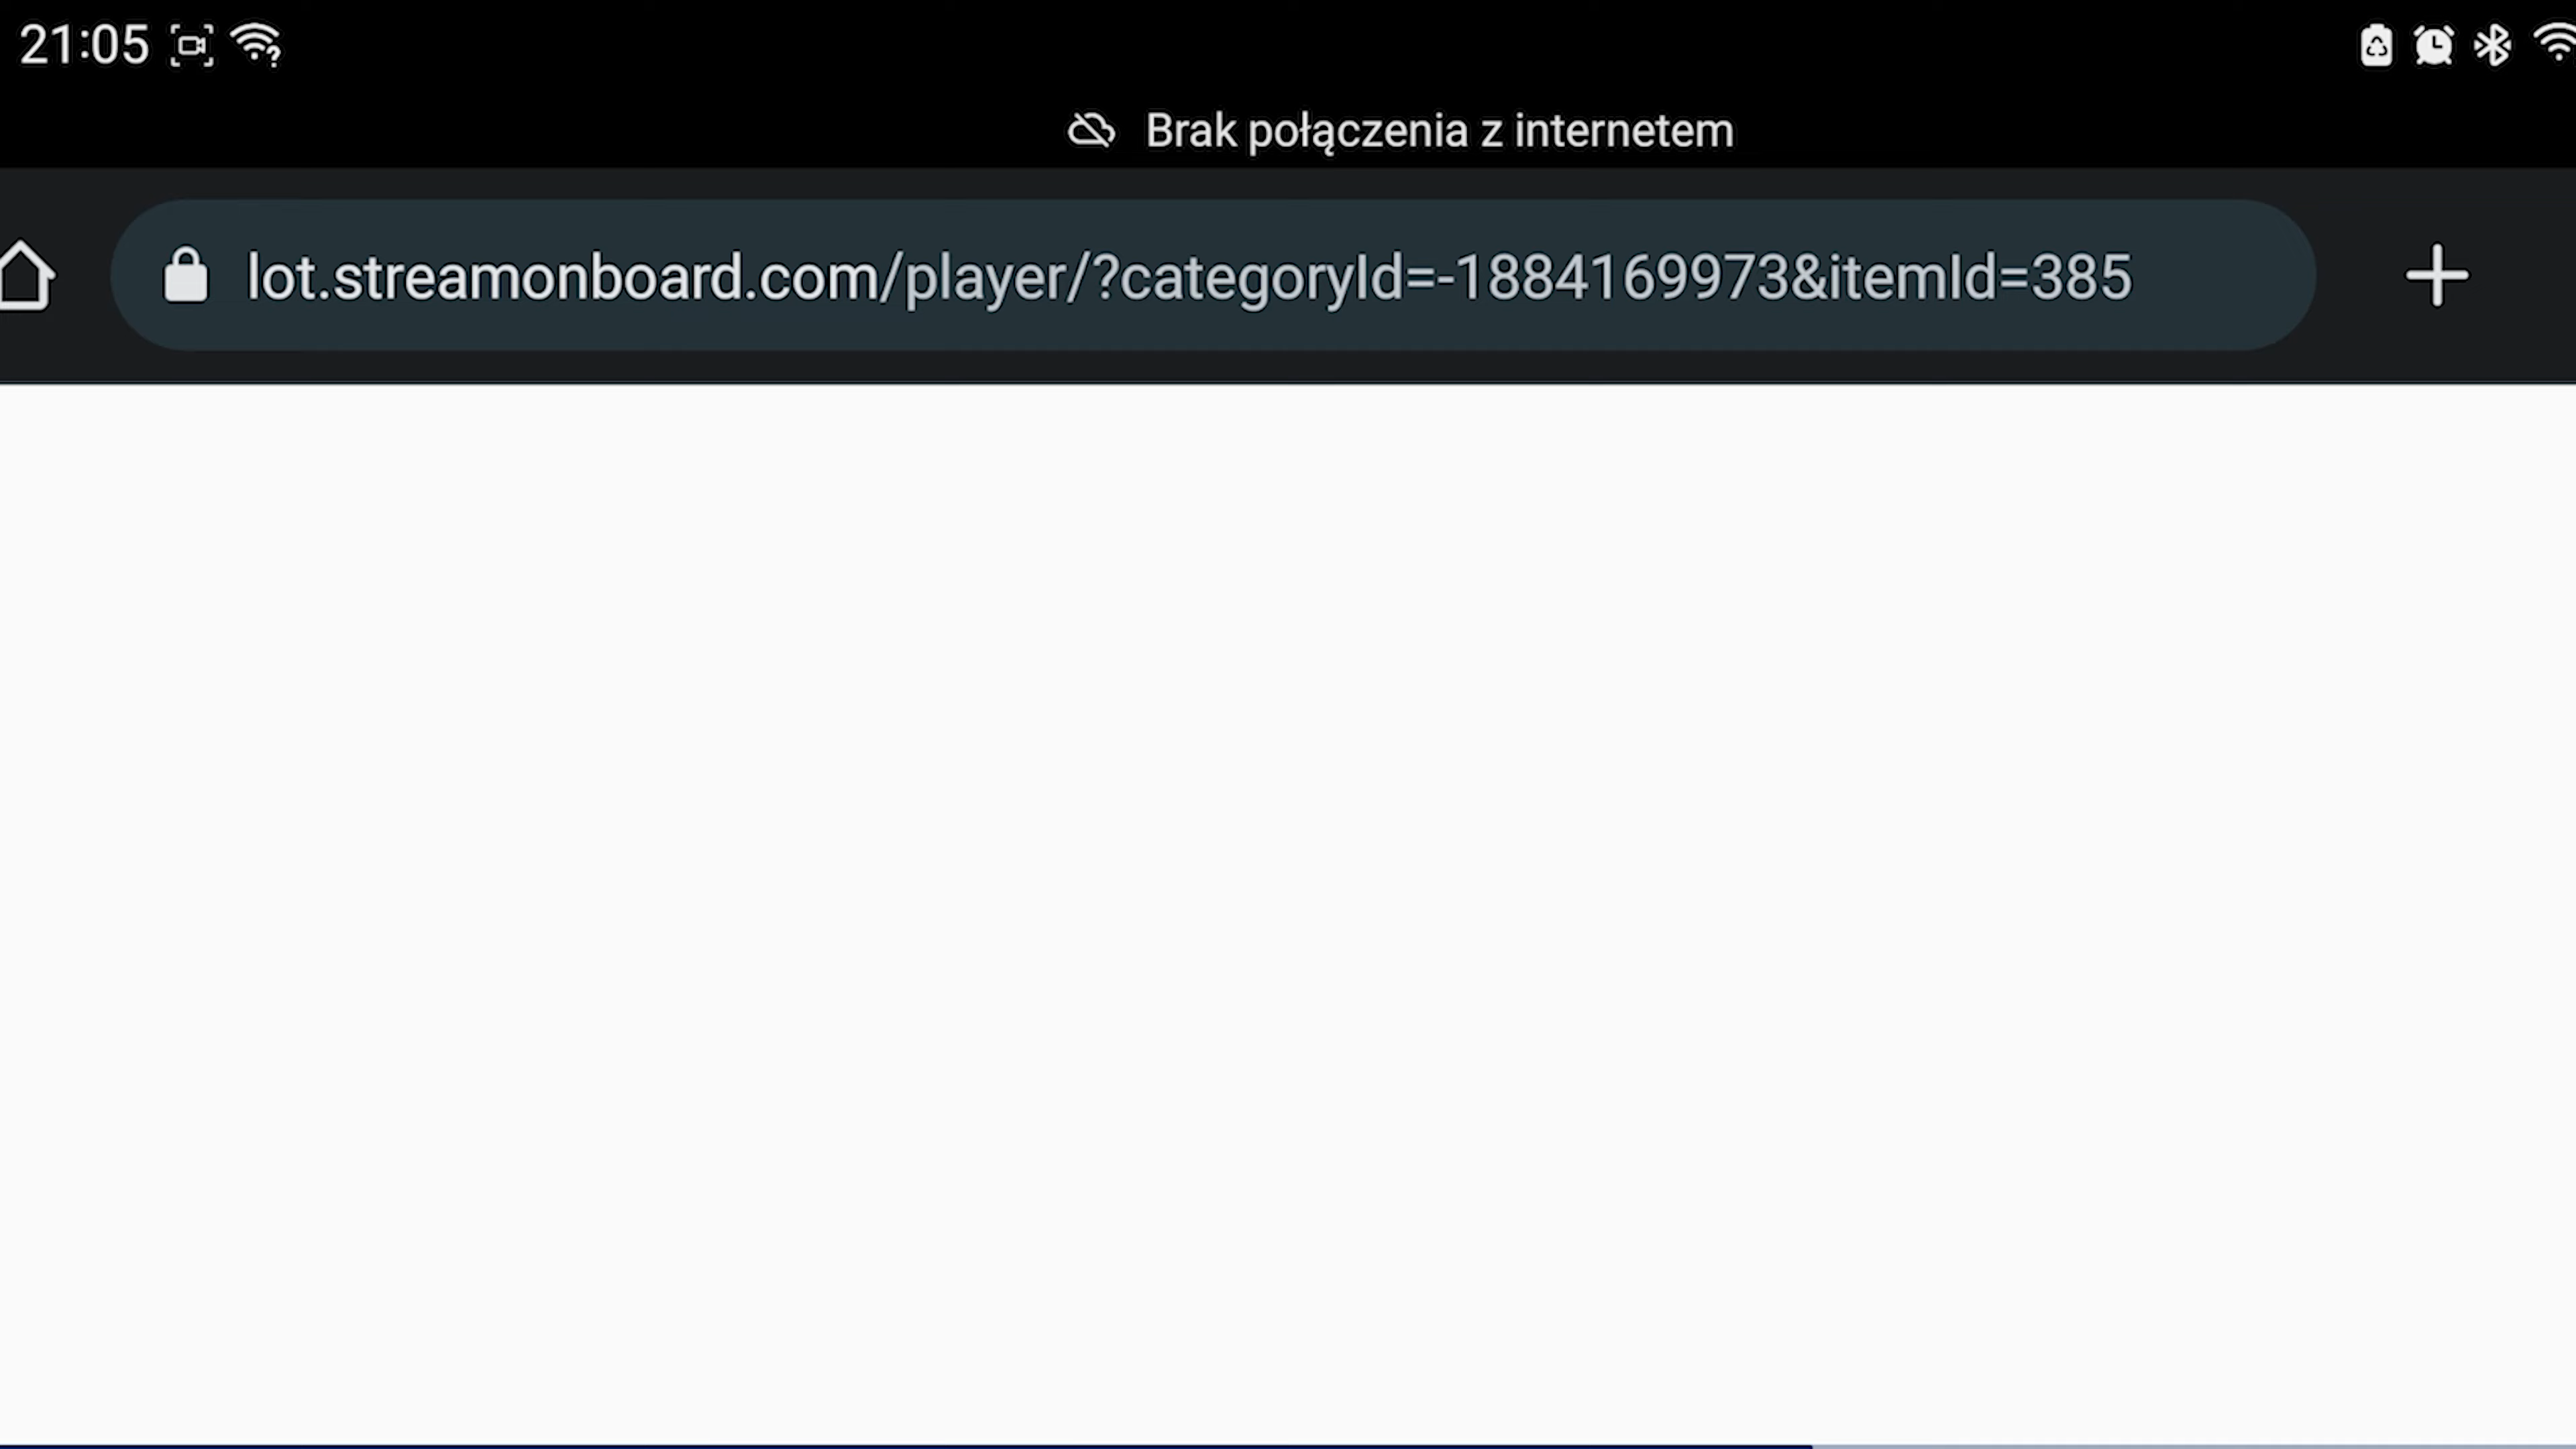 21:05
Brak połączenia z internetem
lot.streamonboard.com/player/?categoryId=-1884169973&itemId=385